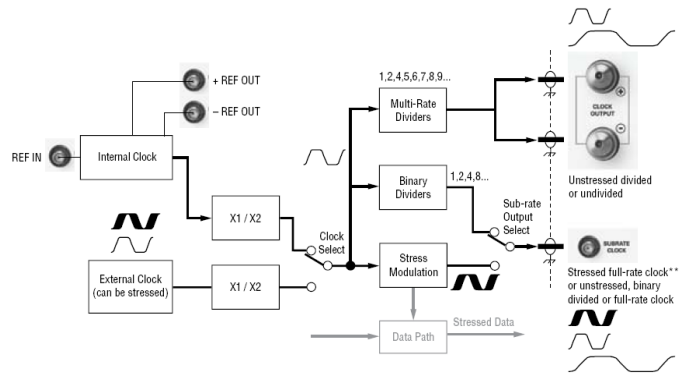 + REF OUT
– REF OUT
REF IN
Internal Clock
X1 / X2
External Clock
(can be stressed)
X1 / X2
Clock
Select
1,2,4,5,6,7,8,9...
Multi-Rate
Dividers
Binary
Dividers
1,2,4,8...
Sub-rate
Output
Select
Stress
Modulation
Data Path
Stressed Data
CLOCK
OUTPUT
Unstressed divided
or undivided
SUBRATE
CLOCK
Stressed full-rate clock**
or unstressed, binary
divided or full-rate clock